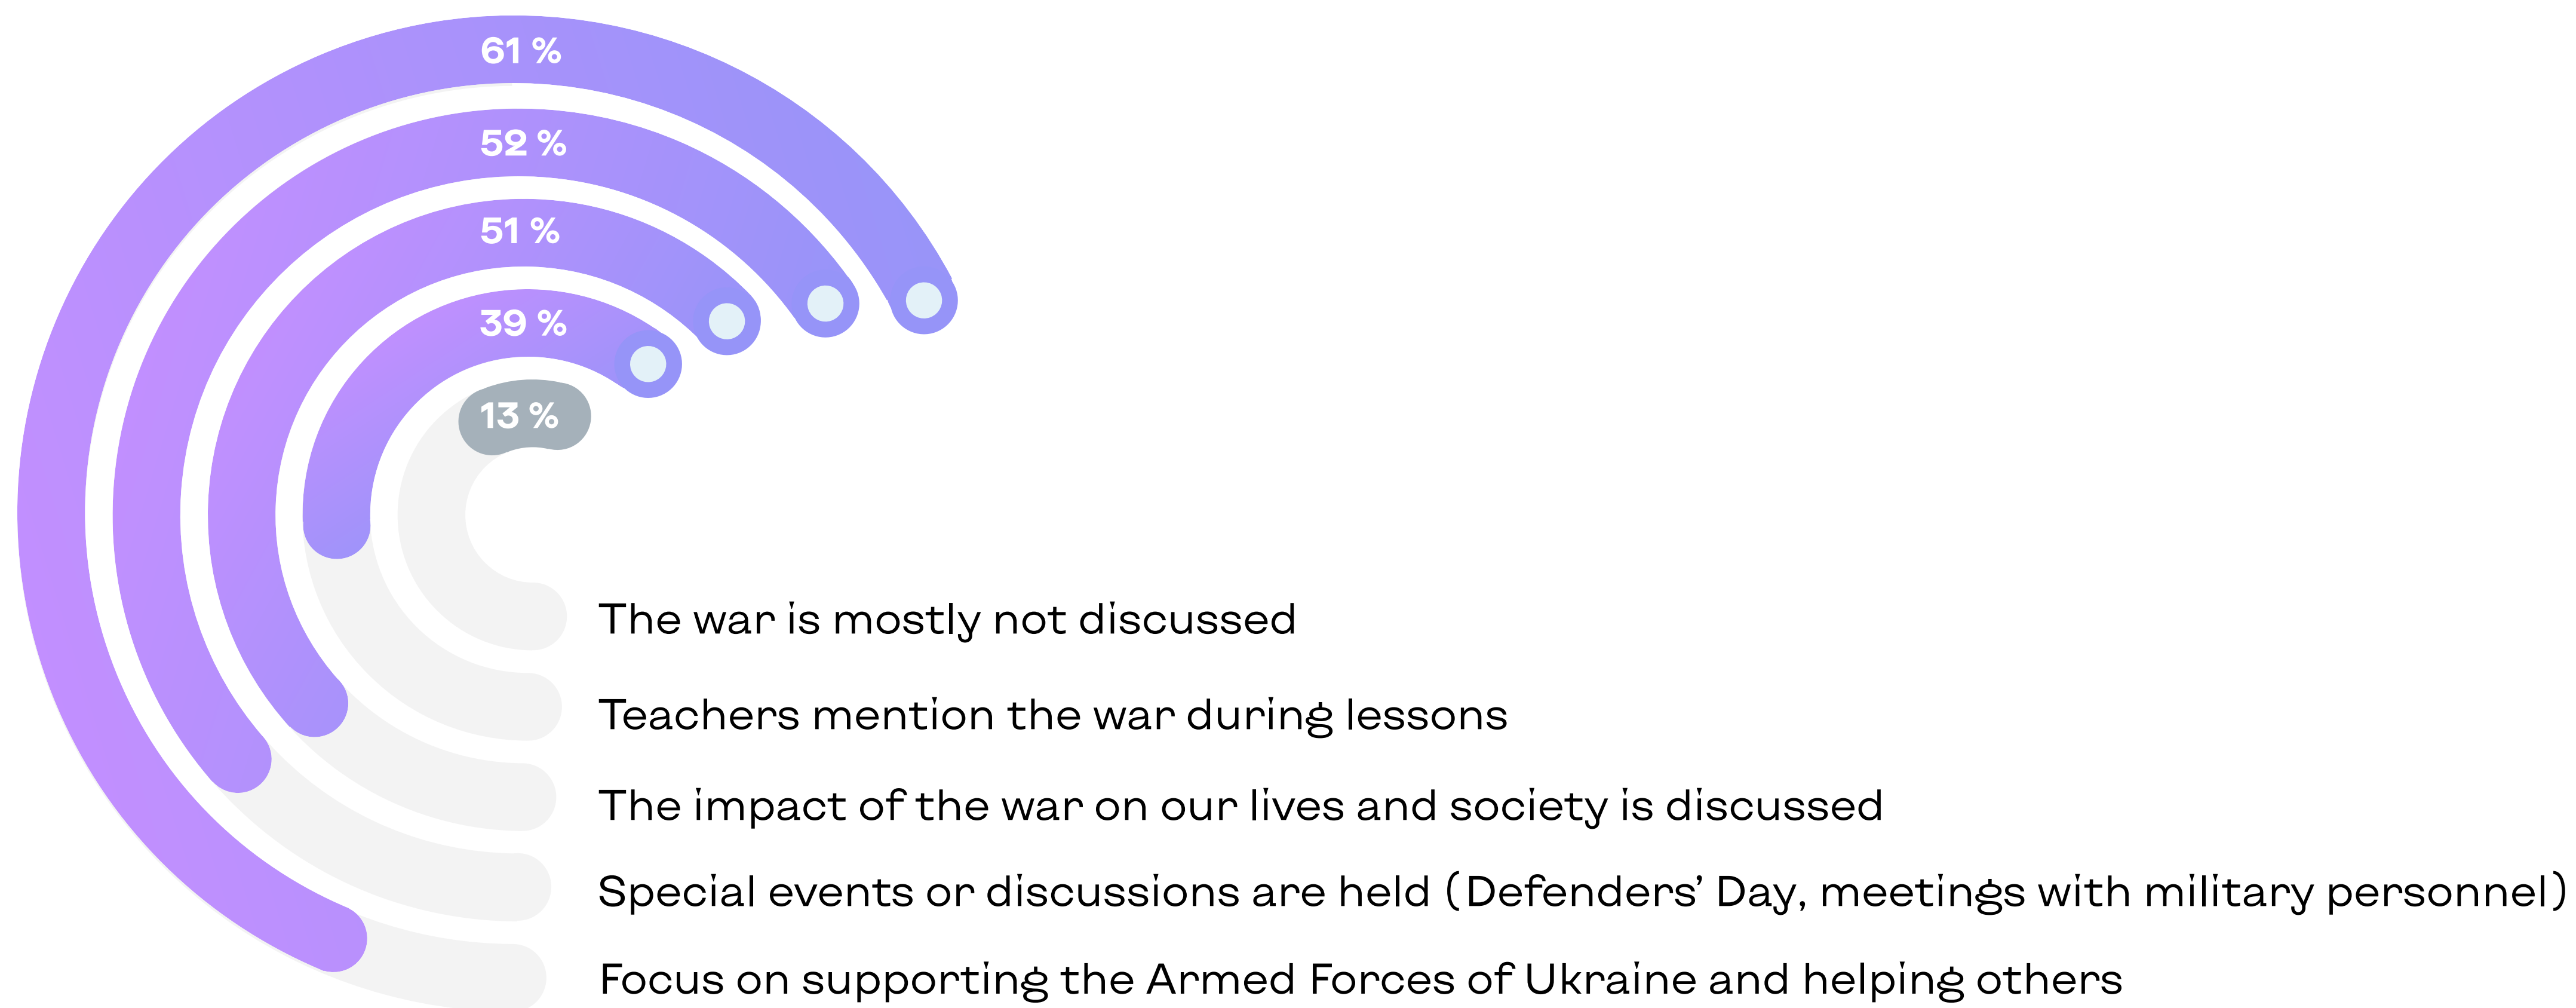 61 %
52 %
51 %
39 %
13 %
The war is mostly not discussed
Teachers mention the war during lessons
The impact of the war on our lives and society is discussed
Special events or discussions are held (Defenders’ Day, meetings with military personnel)
Focus on supporting the Armed Forces of Ukraine and helping others